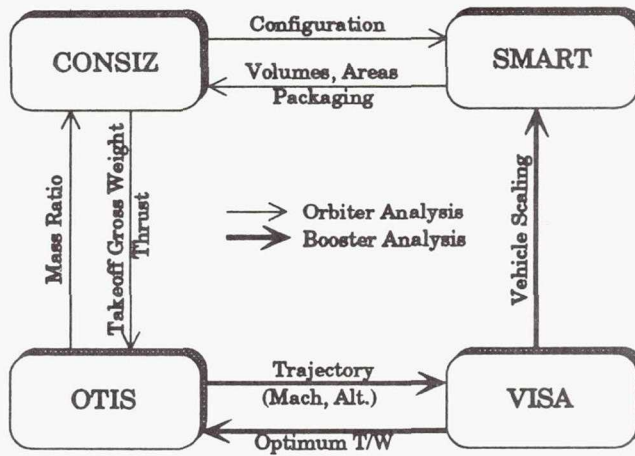 CONSIZ
Configuration
SMART
Volumes, Areas
Packaging
Mass Ratio
Takeoff Gross Weight
Thrust
Orbiter Analysis
Booster Analysis
Vehicle Scaling
OTIS
Trajectory
(Mach, Alt.)
Optimum T/W
VISA